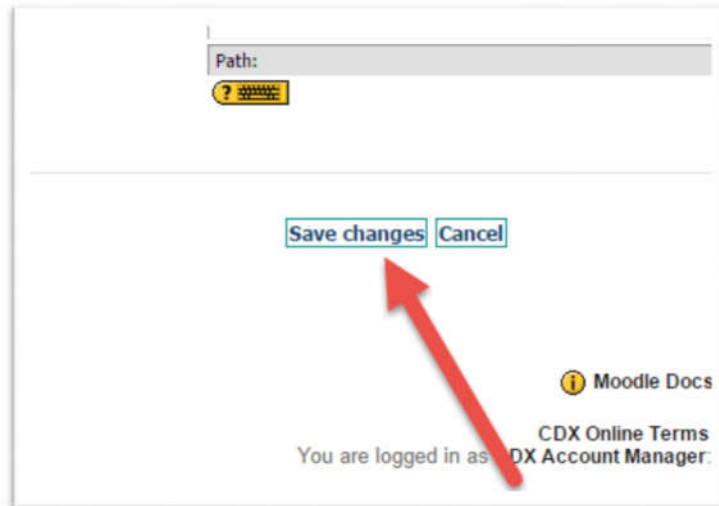 Path:
?
Save changes Cancel
i Moodle Docs
CDX Online Terms
You are logged in as DX Account Manager: